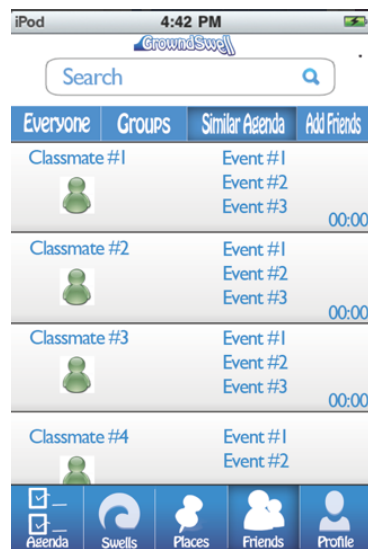 iPod 4:42 PM
GrowndSwell
Search
Everyone Groups Similar Agenda Add Friends
Classmate #1 Event #1
Event #2
Event #3
00:00
Classmate #2 Event #1
Event #2
Event #3
00:00
Classmate #3 Event #1
Event #2
Event #3
00:00
Classmate #4 Event #1
Event #2
Agenda Swells Places Friends Profile